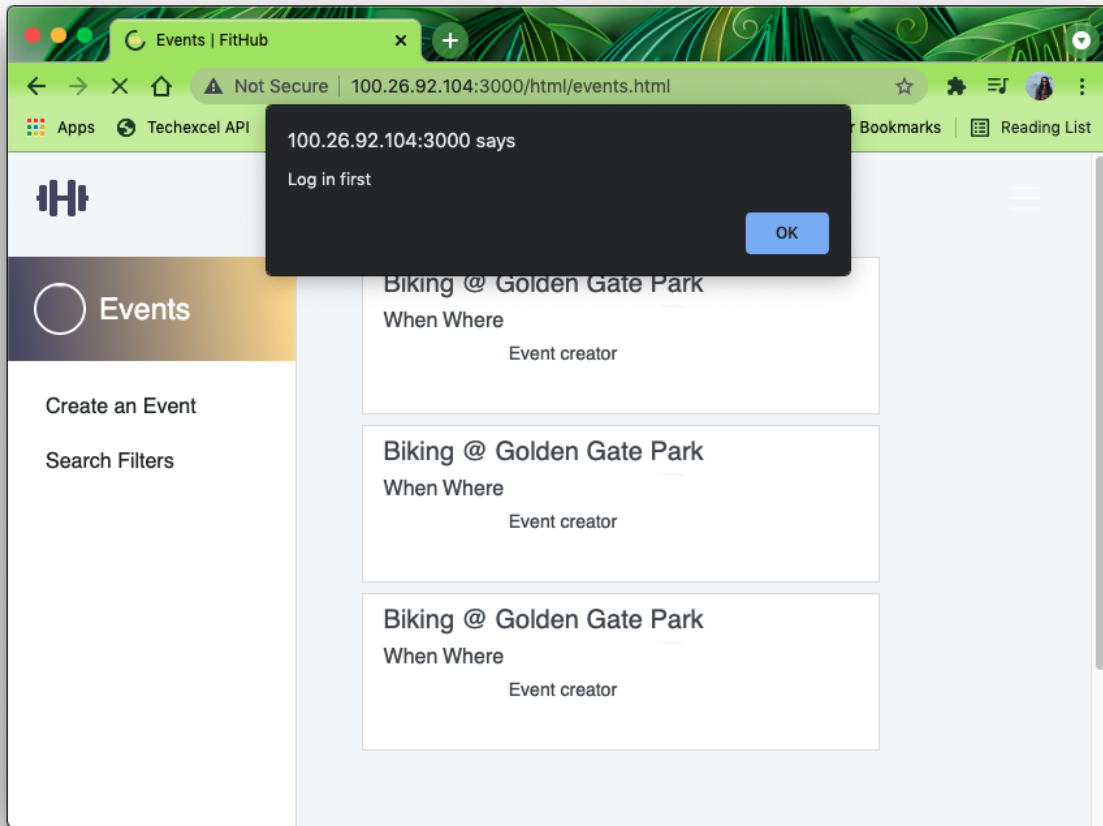 Events | FitHub
Not Secure | 100.26.92.104:3000/html/events.html
Apps Techexcel API Bookmarks Reading List
100.26.92.104:3000 says
Log in first
OK
Events
Create an Event
Search Filters
Biking @ Golden Gate Park
When Where
Event creator
Biking @ Golden Gate Park
When Where
Event creator
Biking @ Golden Gate Park
When Where
Event creator